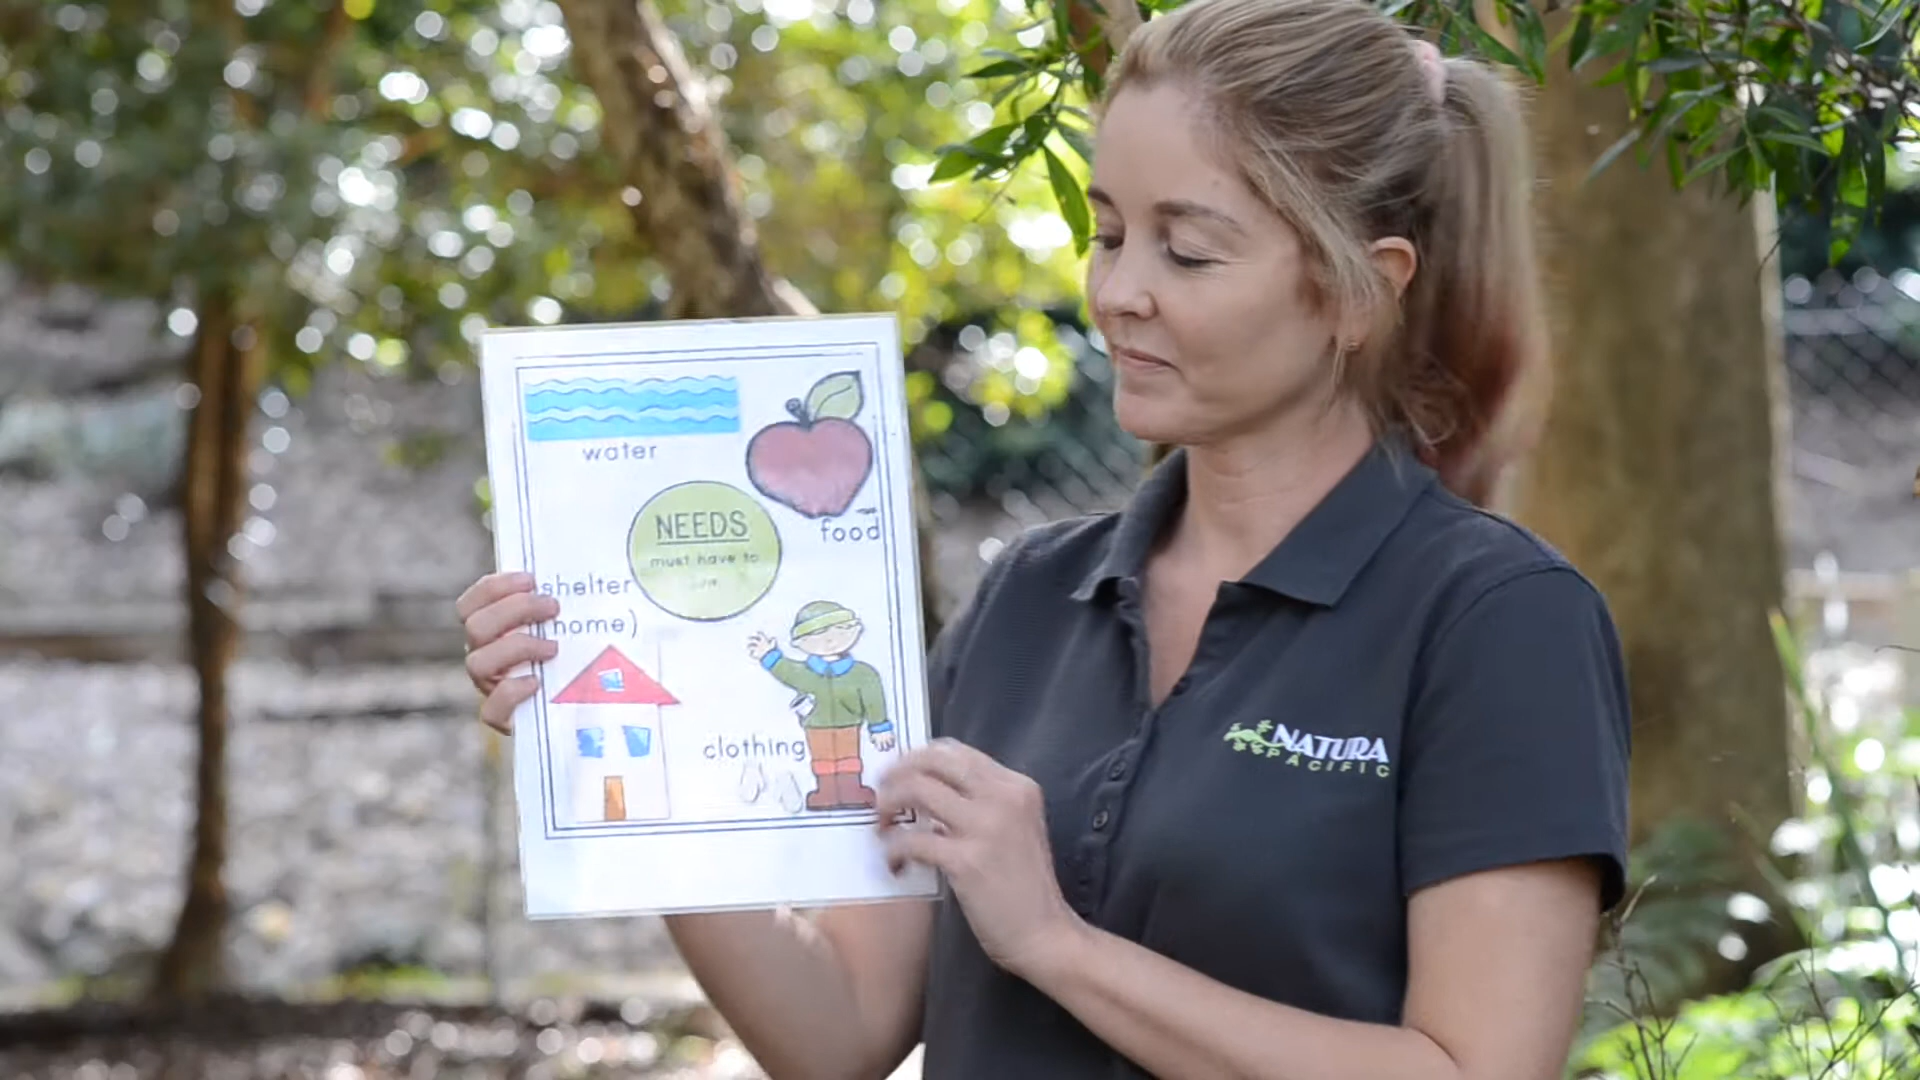 water
food
NEEDS
must have to
shelter
(home)
clothing
NATURA
PACIFIC